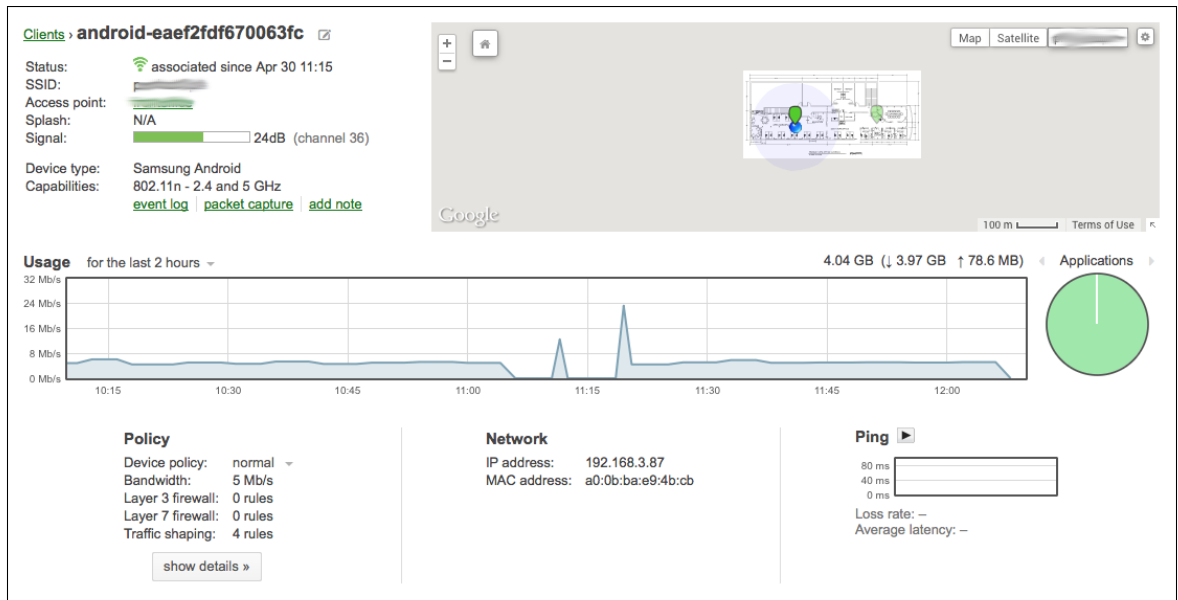 Clients › android-eaef2fdf670063fc
Status: associated since Apr 30 11:15
SSID:
Access point:
Splash: N/A
Signal: 24dB (channel 36)
Device type: Samsung Android
Capabilities: 802.11n - 2.4 and 5 GHz
event log packet capture add note
+
−
Map Satellite
Google
100 m Terms of Use
Usage for the last 2 hours
4.04 GB (↓ 3.97 GB ↑ 78.6 MB)
Applications
32 Mb/s
24 Mb/s
16 Mb/s
8 Mb/s
0 Mb/s
10:15 10:30 10:45 11:00 11:15 11:30 11:45 12:00
Policy
Device policy: normal
Bandwidth: 5 Mb/s
Layer 3 firewall: 0 rules
Layer 7 firewall: 0 rules
Traffic shaping: 4 rules
show details »
Network
IP address: 192.168.3.87
MAC address: a0:0b:ba:e9:4b:cb
Ping
80 ms
40 ms
0 ms
Loss rate: –
Average latency: –